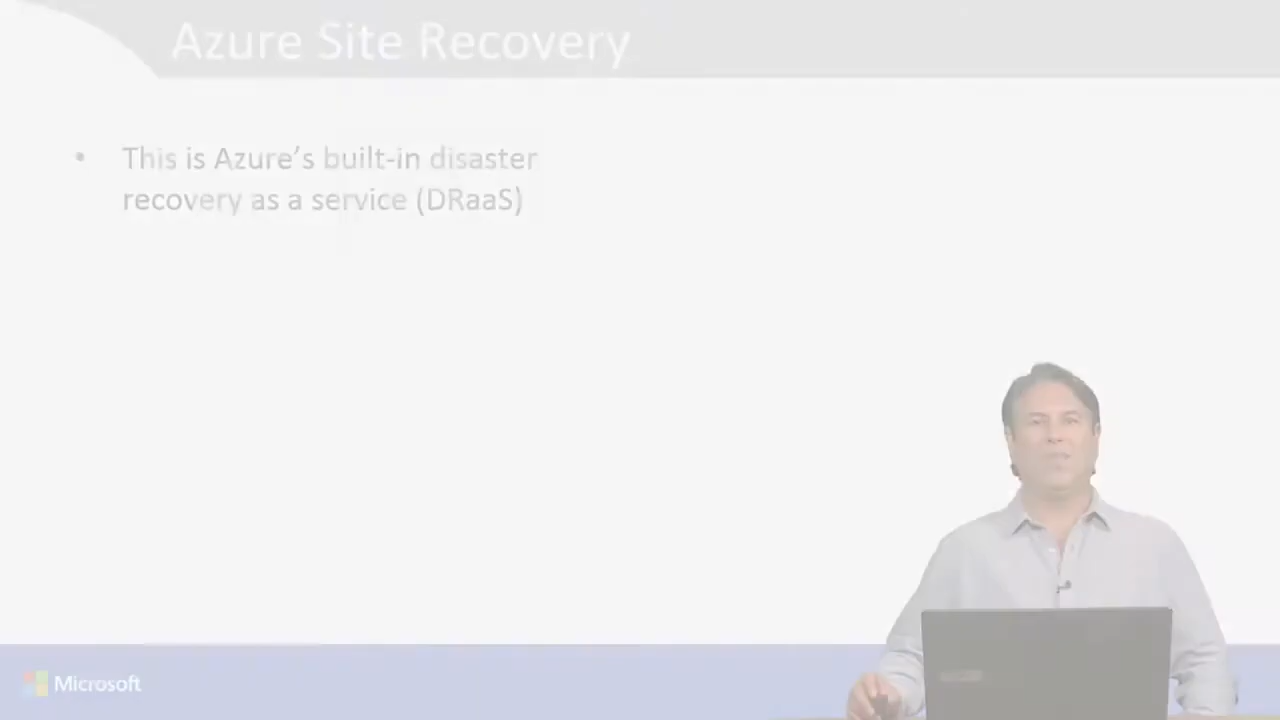 Azure Site Recovery
• This is Azure’s built-in disaster
recovery as a service (DRaaS)
Microsoft